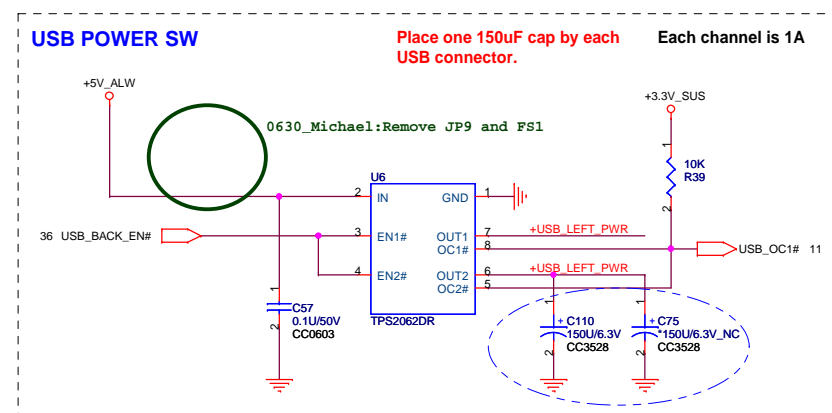 USB POWER SW
Place one 150uF cap by each
USB connector.
Each channel is 1A
+5V_ALW
+3.3V_SUS
0630_Michael:Remove JP9 and FS1
1
10K
R39
2
U6
2 IN
GND 1
36 USB_BACK_EN#
3 EN1#
OUT1 7
+USB_LEFT_PWR
OC1# 8
USB_OC1# 11
4 EN2#
OUT2 6
+USB_LEFT_PWR
OC2# 5
TPS2062DR
1
C57
0.1U/50V
CC0603
2
1
+ C110
150U/6.3V
CC3528
2
1
+ C75
*150U/6.3V_NC
CC3528
2